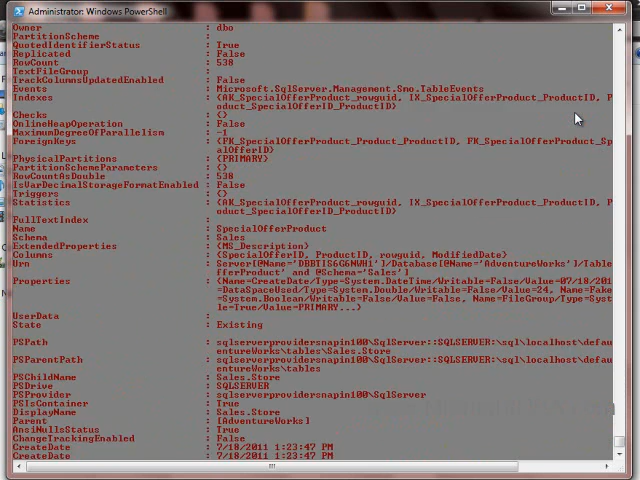 Administrator: Windows PowerShell
Owner : dbo
PartitionScheme :
QuotedIdentifierStatus : True
Replicated : False
RowCount : 538
TextFileGroup :
TrackColumnsUpdatedEnabled : False
Events : Microsoft.SqlServer.Management.Smo.TableEvents
Indexes : {AK_SpecialOfferProduct_rowguid, IX_SpecialOfferProduct_ProductID, P
oduct_SpecialOfferID_ProductID}
Checks : {}
OnlineHeapOperation : False
MaximumDegreeOfParallelism : -1
ForeignKeys : {FK_SpecialOfferProduct_Product_ProductID, FK_SpecialOfferProduct_Sp
ialOfferID}
PhysicalPartitions : {PRIMARY}
PartitionSchemeParameters : {}
RowCountAsDouble : 538
IsVarDecimalStorageFormatEnabled : False
Triggers : {}
Statistics : {AK_SpecialOfferProduct_rowguid, IX_SpecialOfferProduct_ProductID, P
oduct_SpecialOfferID_ProductID}
FullTextIndex :
Name : SpecialOfferProduct
Schema : Sales
ExtendedProperties : {MS_Description}
Columns : {SpecialOfferID, ProductID, rowguid, ModifiedDate}
Urn : Server[@Name='DBBTIS6G6NWH1']/Database[@Name='AdventureWorks']/Table
fferProduct' and @Schema='Sales']
Properties : {Name=CreateDate/Type=System.DateTime/Writable=False/Value=07/18/201
=DataSpaceUsed/Type=System.Double/Writable=False/Value=24, Name=Fake
=System.Boolean/Writable=False/Value=False, Name=FileGroup/Type=Syst
le=True/Value=PRIMARY...}
UserData :
State : Existing
PSPath : sqlserverprovidersnapin100\SqlServer::SQLSERVER:\sql\localhost\defau
entureWorks\tables\Sales.Store
PSParentPath : sqlserverprovidersnapin100\SqlServer::SQLSERVER:\sql\localhost\defau
entureWorks\tables
PSChildName : Sales.Store
PSDrive : SQLSERVER
PSProvider : sqlserverprovidersnapin100\SqlServer
PSIsContainer : True
DisplayName : Sales.Store
Parent : [AdventureWorks]
AnsiNullsStatus : True
ChangeTrackingEnabled : False
CreateDate : 7/18/2011 1:23:47 PM
CreateDate : 7/18/2011 1:23:47 PM